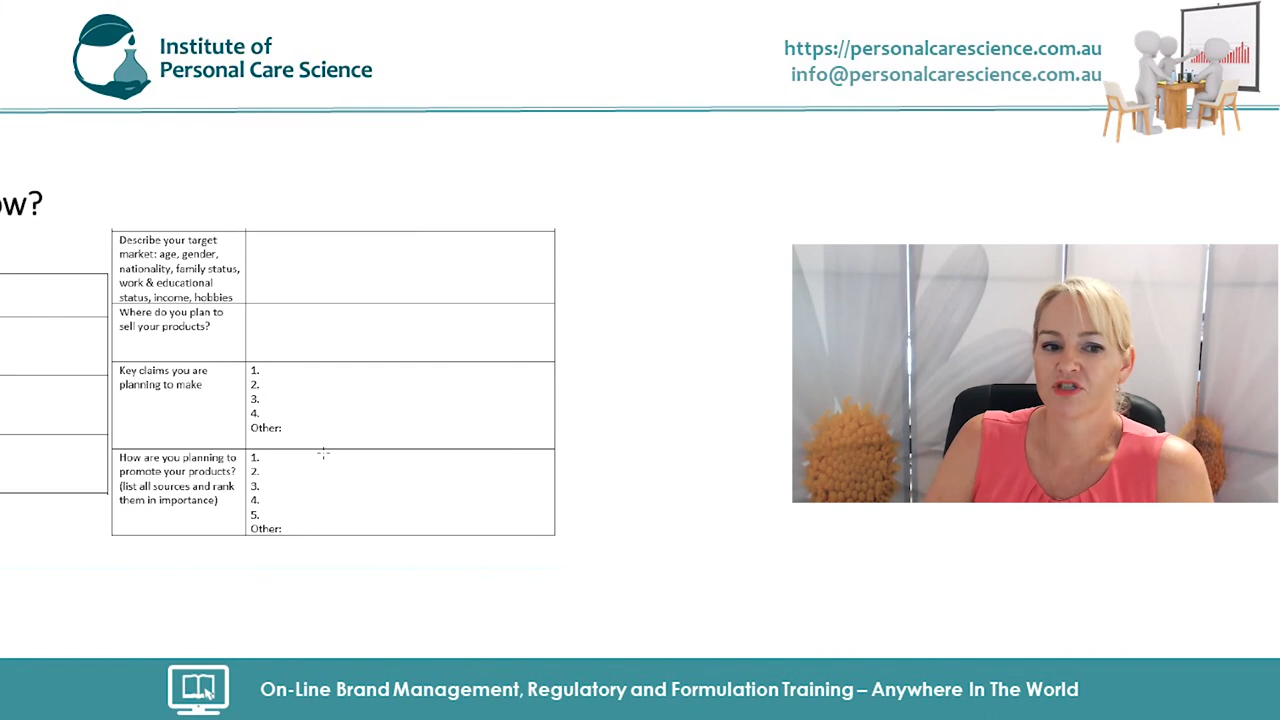 Institute of
Personal Care Science
https://personalcarescience.com.au
info@personalcarescience.com.au
ow?
Describe your target
market: age, gender,
nationality, family status,
work & educational
status, income, hobbies
Where do you plan to
sell your products?
Key claims you are
planning to make
1.
2.
3.
4.
Other:
How are you planning to
promote your products?
(list all sources and rank
them in importance)
1.
2.
3.
4.
5.
Other:
On-Line Brand Management, Regulatory and Formulation Training – Anywhere In The World